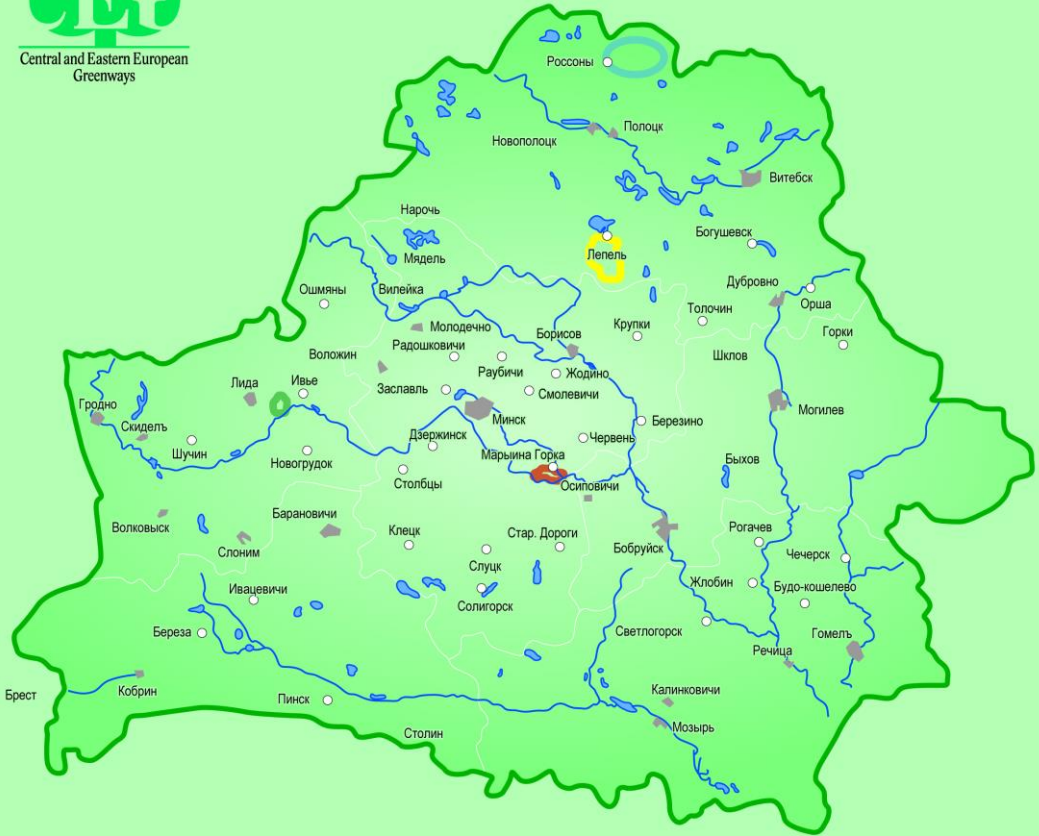 CEF
Central and Eastern European
Greenways
Россоны
Полоцк
Новополоцк
Витебск
Нарочь
Богушевск
Мядель
Лепель
Дубровно
Ошмяны
Вилейка
Орша
Толочин
Молодечно
Борисов
Крупки
Горки
Радошковичи
Воложин
Шклов
Раубичи
Жодино
Лида
Ивье
Заславль
Смолевичи
Гродно
Минск
Могилев
Скиделъ
Березино
Дзержинск
Червень
Шучин
Марьина Горка
Новогрудок
Столбцы
Быхов
Осиповичи
Барановичи
Волковыск
Клецк
Стар. Дороги
Рогачев
Слоним
Бобруйск
Чечерск
Слуцк
Ивацевичи
Жлобин
Будо-кошелево
Солигорск
Береза
Светлогорск
Гомелъ
Речица
Брест
Кобрин
Пинск
Калинковичи
Столин
Мозырь